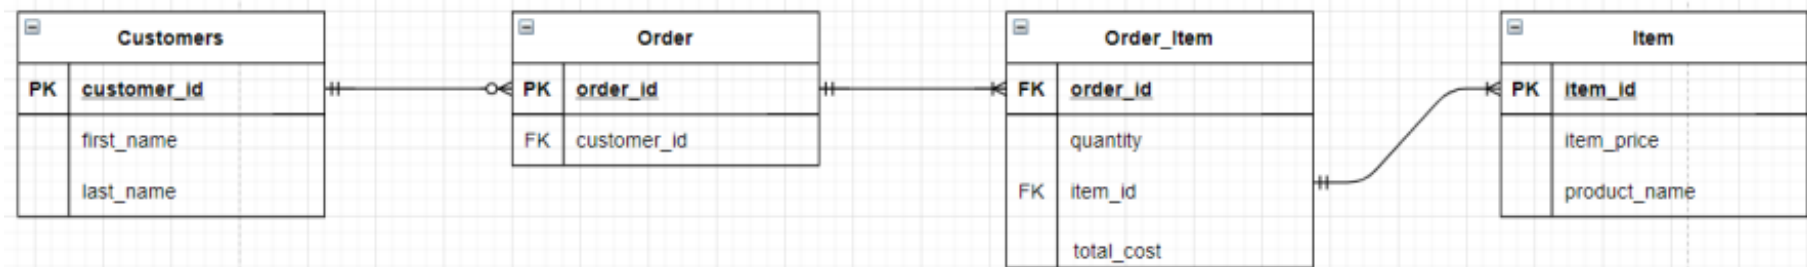 Customers
PK customer_id
first_name
last_name
Order
PK order_id
FK customer_id
Order_Item
FK order_id
quantity
FK item_id
total_cost
Item
PK item_id
item_price
product_name